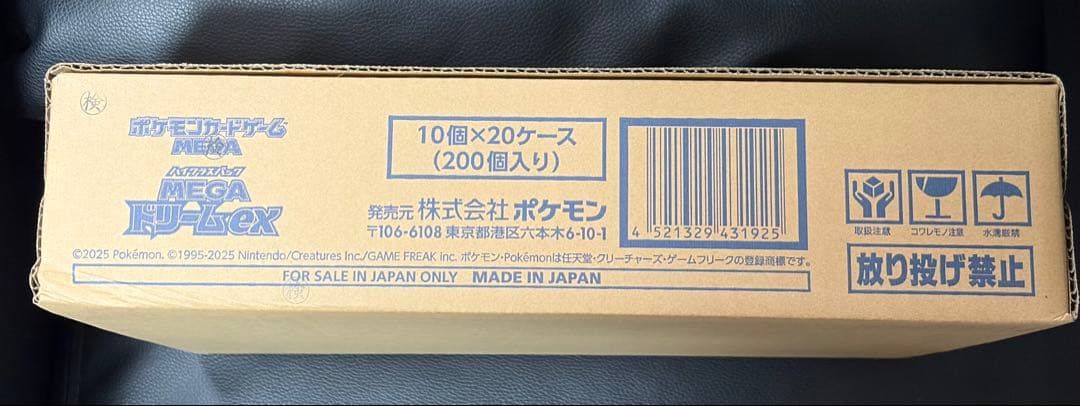 検
ポケモンカードゲーム
MEGA
検
ハイクラスパック
MEGA
ドリームex
10個×20ケース
(200個入り)
発売元 株式会社 ポケモン
〒106-6108 東京都港区六本木6-10-1
4 521329 431925
取扱注意
コワレモノ注意
水濡厳禁
放り投げ禁止
©2025 Pokémon. ©1995-2025 Nintendo/Creatures Inc./GAME FREAK inc. ポケモン・Pokémonは任天堂・クリーチャーズ・ゲームフリークの登録商標です。
FOR SALE IN JAPAN ONLY MADE IN JAPAN
検